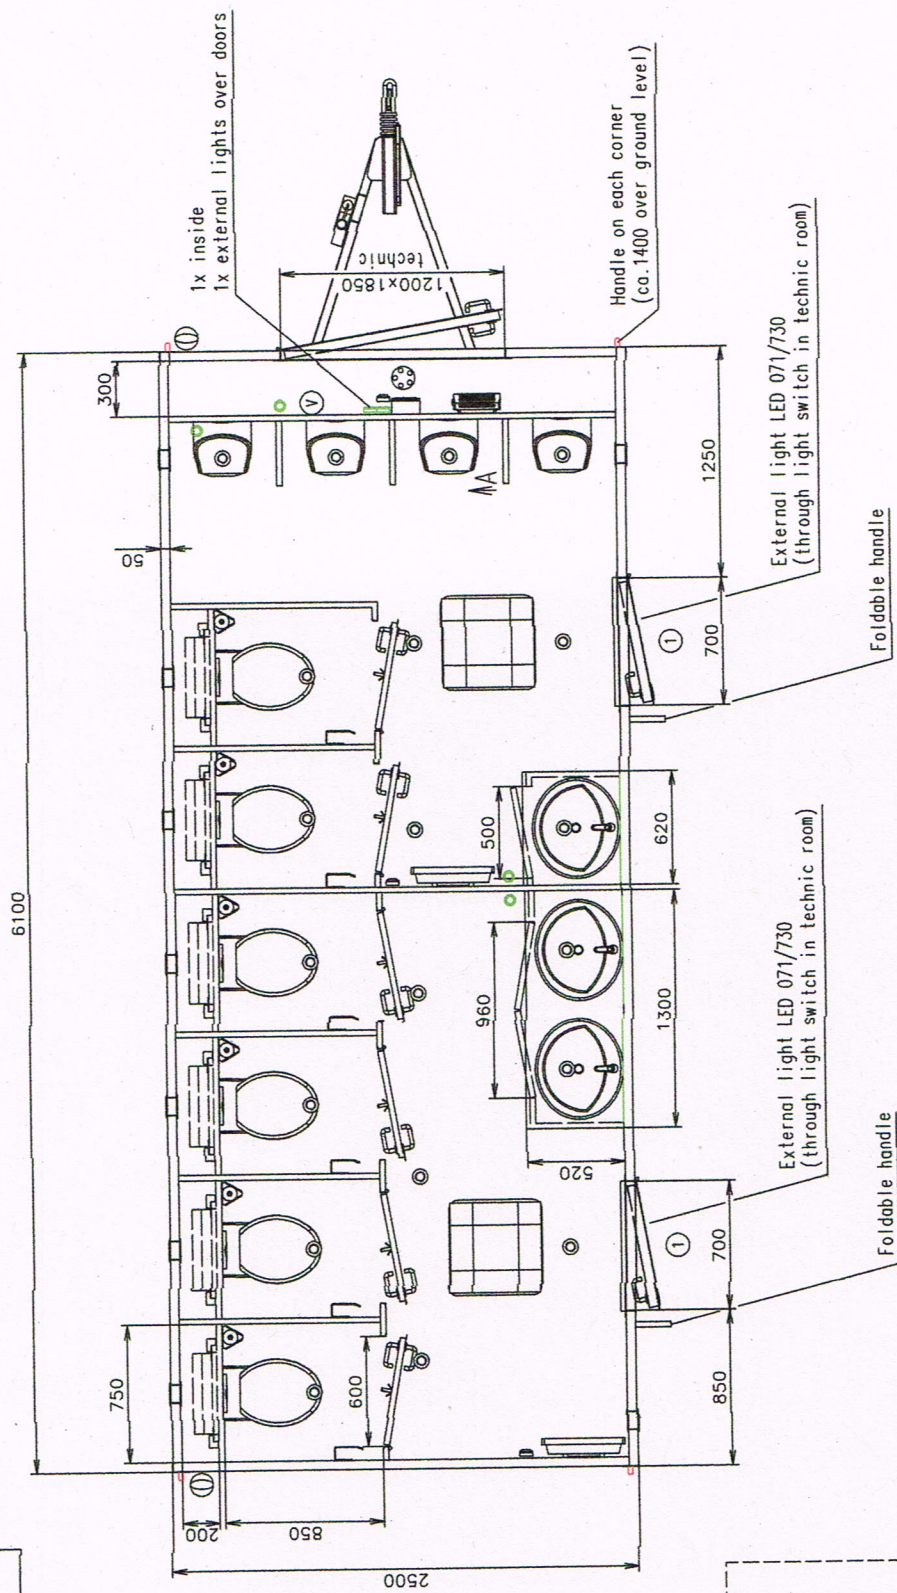 6100
1x inside
1x external lights over doors
300
50
1200x1850
technic
Handle on each corner
(ca.1400 over ground level)
V
A
1250
External light LED 071/730
(through light switch in technic room)
700
1
Foldable handle
500
620
960
1300
520
External light LED 071/730
(through light switch in technic room)
700
1
Foldable handle
750
600
850
200
850
2500